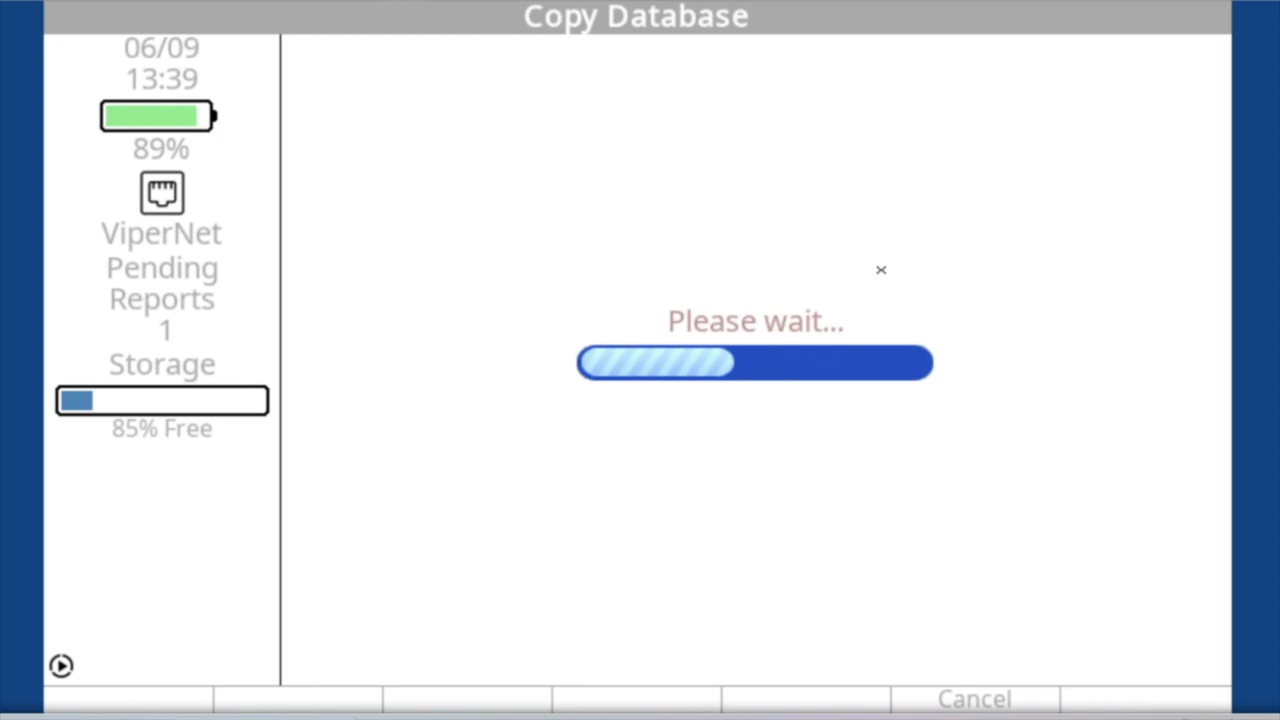 Copy Database
06/09
13:39
89%
ViperNet
Pending
Reports
1
Storage
85% Free
Please wait...
Cancel